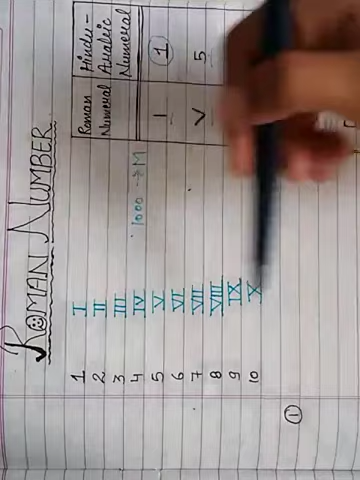 ROMAN NUMBER
1 I
2 II
3 III
4 IV
5 V
6 VI
7 VII
8 VIII
9 IX
10 X
1000 → M
Roman Numeral | Hindu-Arabic Numeral
I | 1
V | 5
①